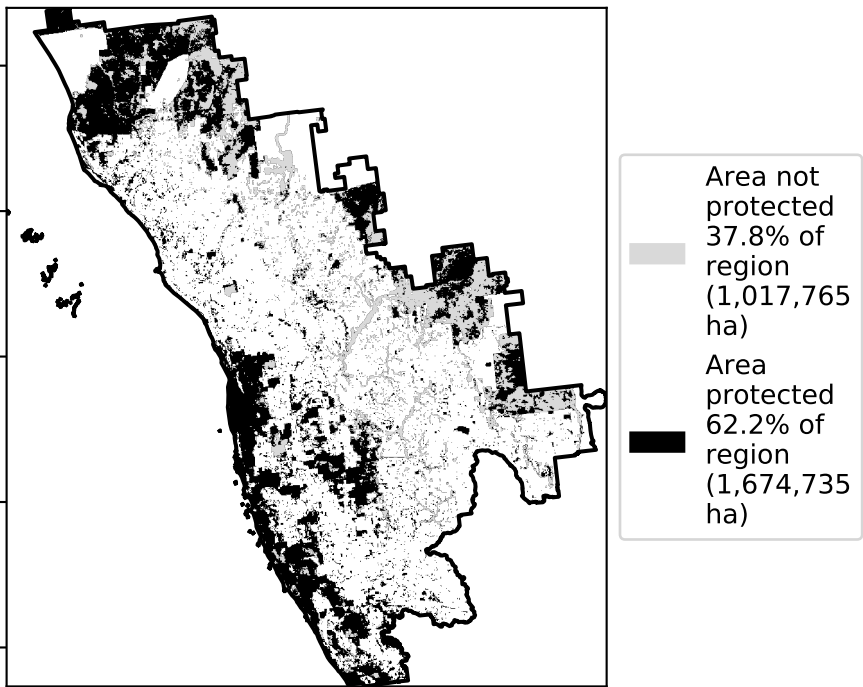 Area not
protected
37.8% of
region
(1,017,765
ha)
Area
protected
62.2% of
region
(1,674,735
ha)